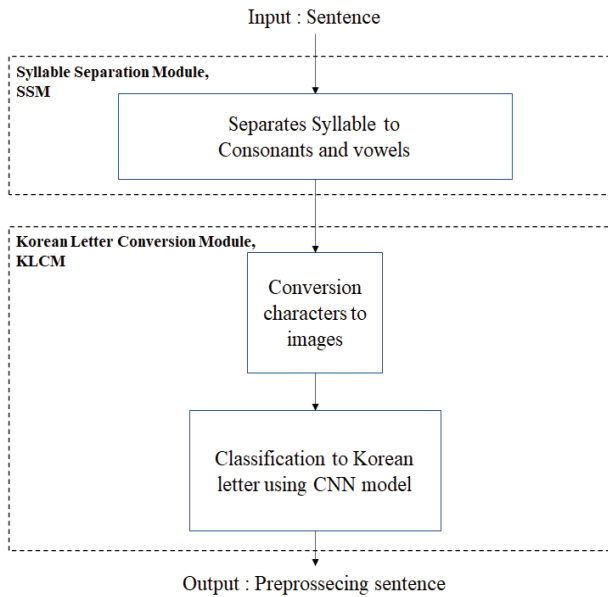 Input : Sentence
Syllable Separation Module,
SSM
Separates Syllable to
Consonants and vowels
Korean Letter Conversion Module,
KLCM
Conversion
characters to
images
Classification to Korean
letter using CNN model
Output : Preprossecing sentence